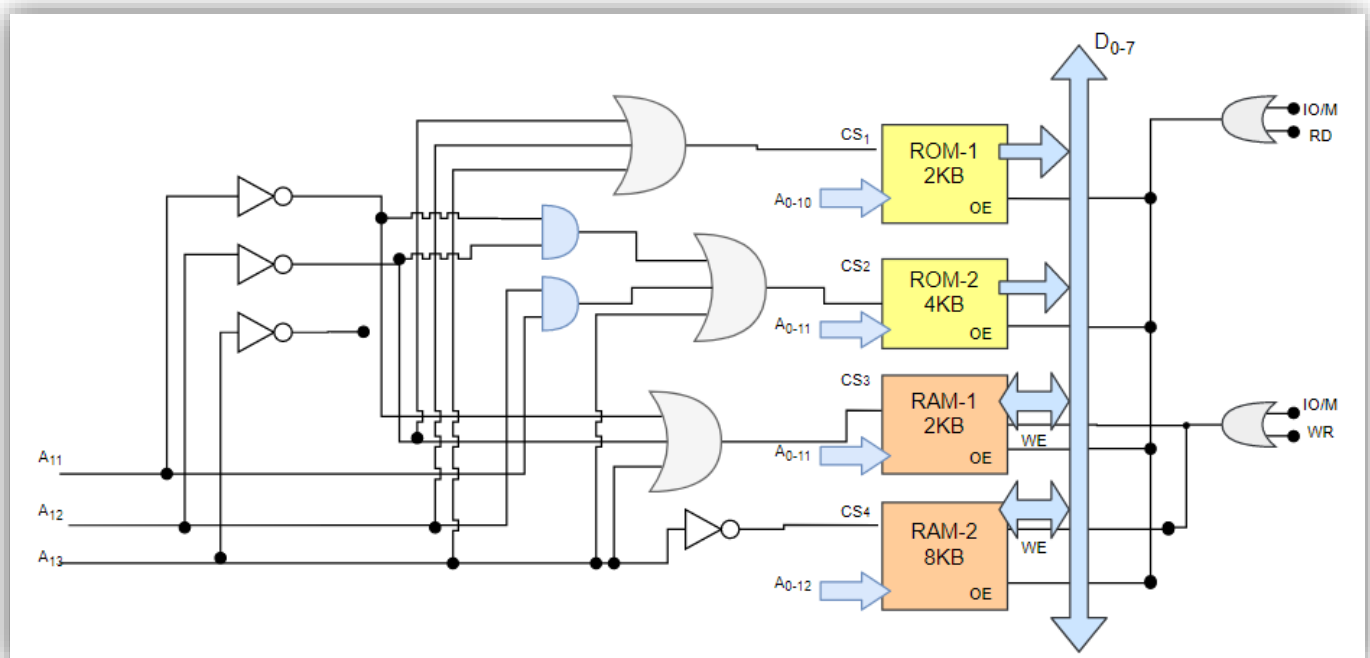 D0-7
IO/M
RD
CS1
ROM-1
2KB
A0-10
OE
CS2
ROM-2
4KB
A0-11
OE
CS3
RAM-1
2KB
IO/M
WR
WE
A0-11
OE
A11
A12
CS4
RAM-2
8KB
WE
A13
A0-12
OE